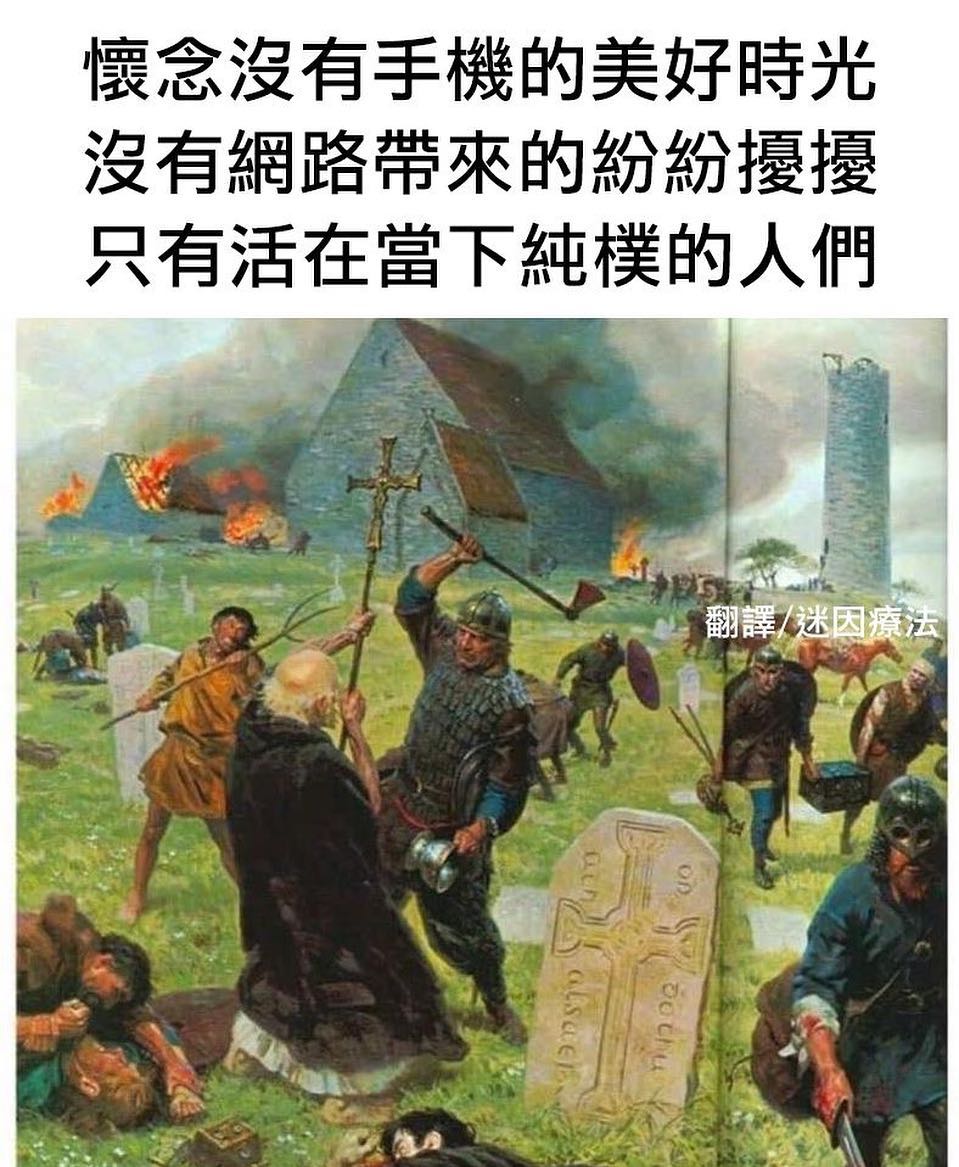 懷念沒有手機的美好時光
沒有網路帶來的紛紛擾擾
只有活在當下純樸的人們
翻譯/迷因療法